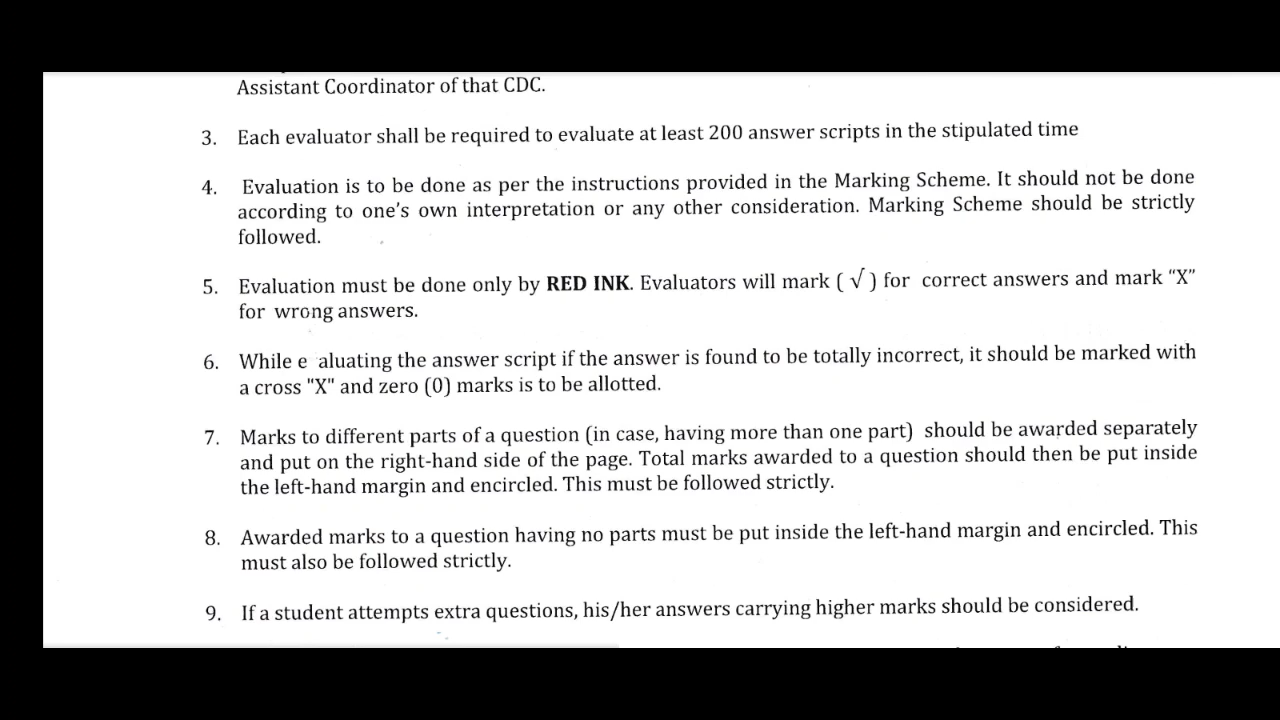 Assistant Coordinator of that CDC.
3. Each evaluator shall be required to evaluate at least 200 answer scripts in the stipulated time
4. Evaluation is to be done as per the instructions provided in the Marking Scheme. It should not be done
according to one's own interpretation or any other consideration. Marking Scheme should be strictly
followed.
5. Evaluation must be done only by RED INK. Evaluators will mark ( √ ) for correct answers and mark "X"
for wrong answers.
6. While e aluating the answer script if the answer is found to be totally incorrect, it should be marked with
a cross "X" and zero (0) marks is to be allotted.
7. Marks to different parts of a question (in case, having more than one part) should be awarded separately
and put on the right-hand side of the page. Total marks awarded to a question should then be put inside
the left-hand margin and encircled. This must be followed strictly.
8. Awarded marks to a question having no parts must be put inside the left-hand margin and encircled. This
must also be followed strictly.
9. If a student attempts extra questions, his/her answers carrying higher marks should be considered.